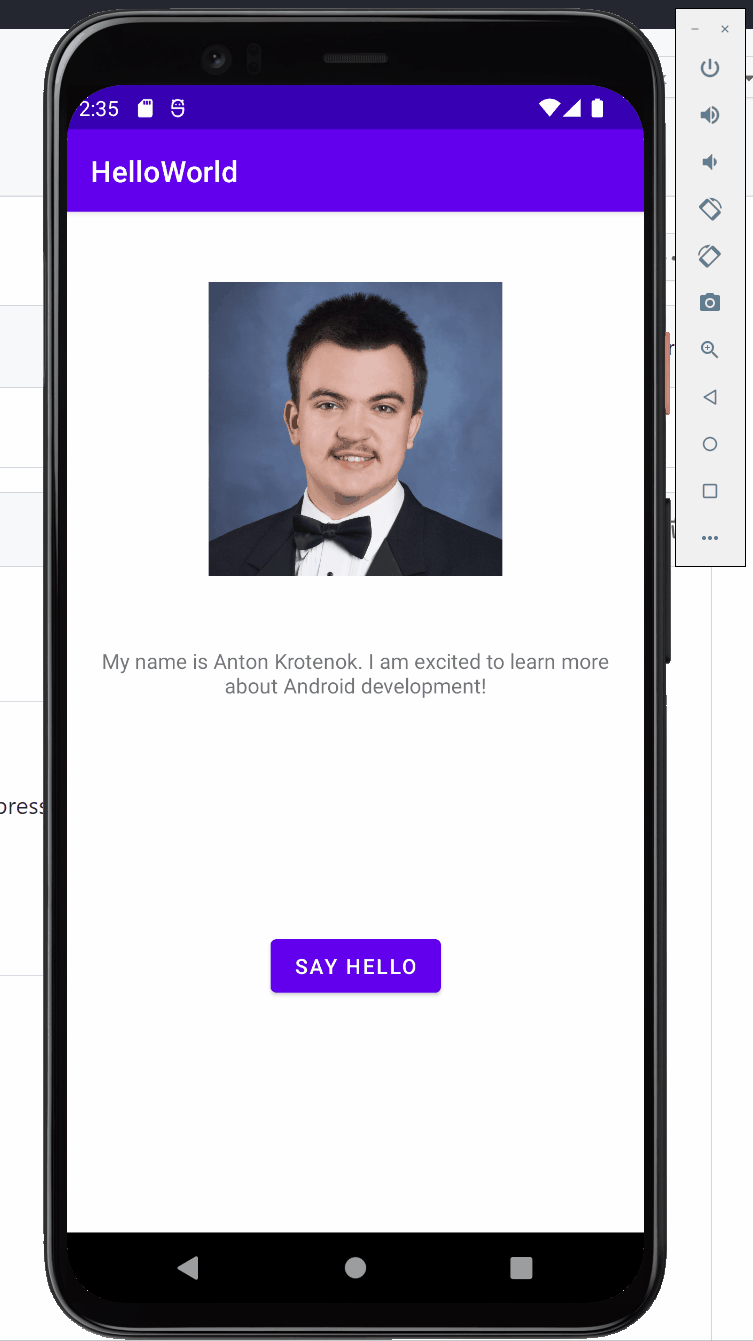 2:35
HelloWorld
My name is Anton Krotenok. I am excited to learn more
about Android development!
press
SAY HELLO